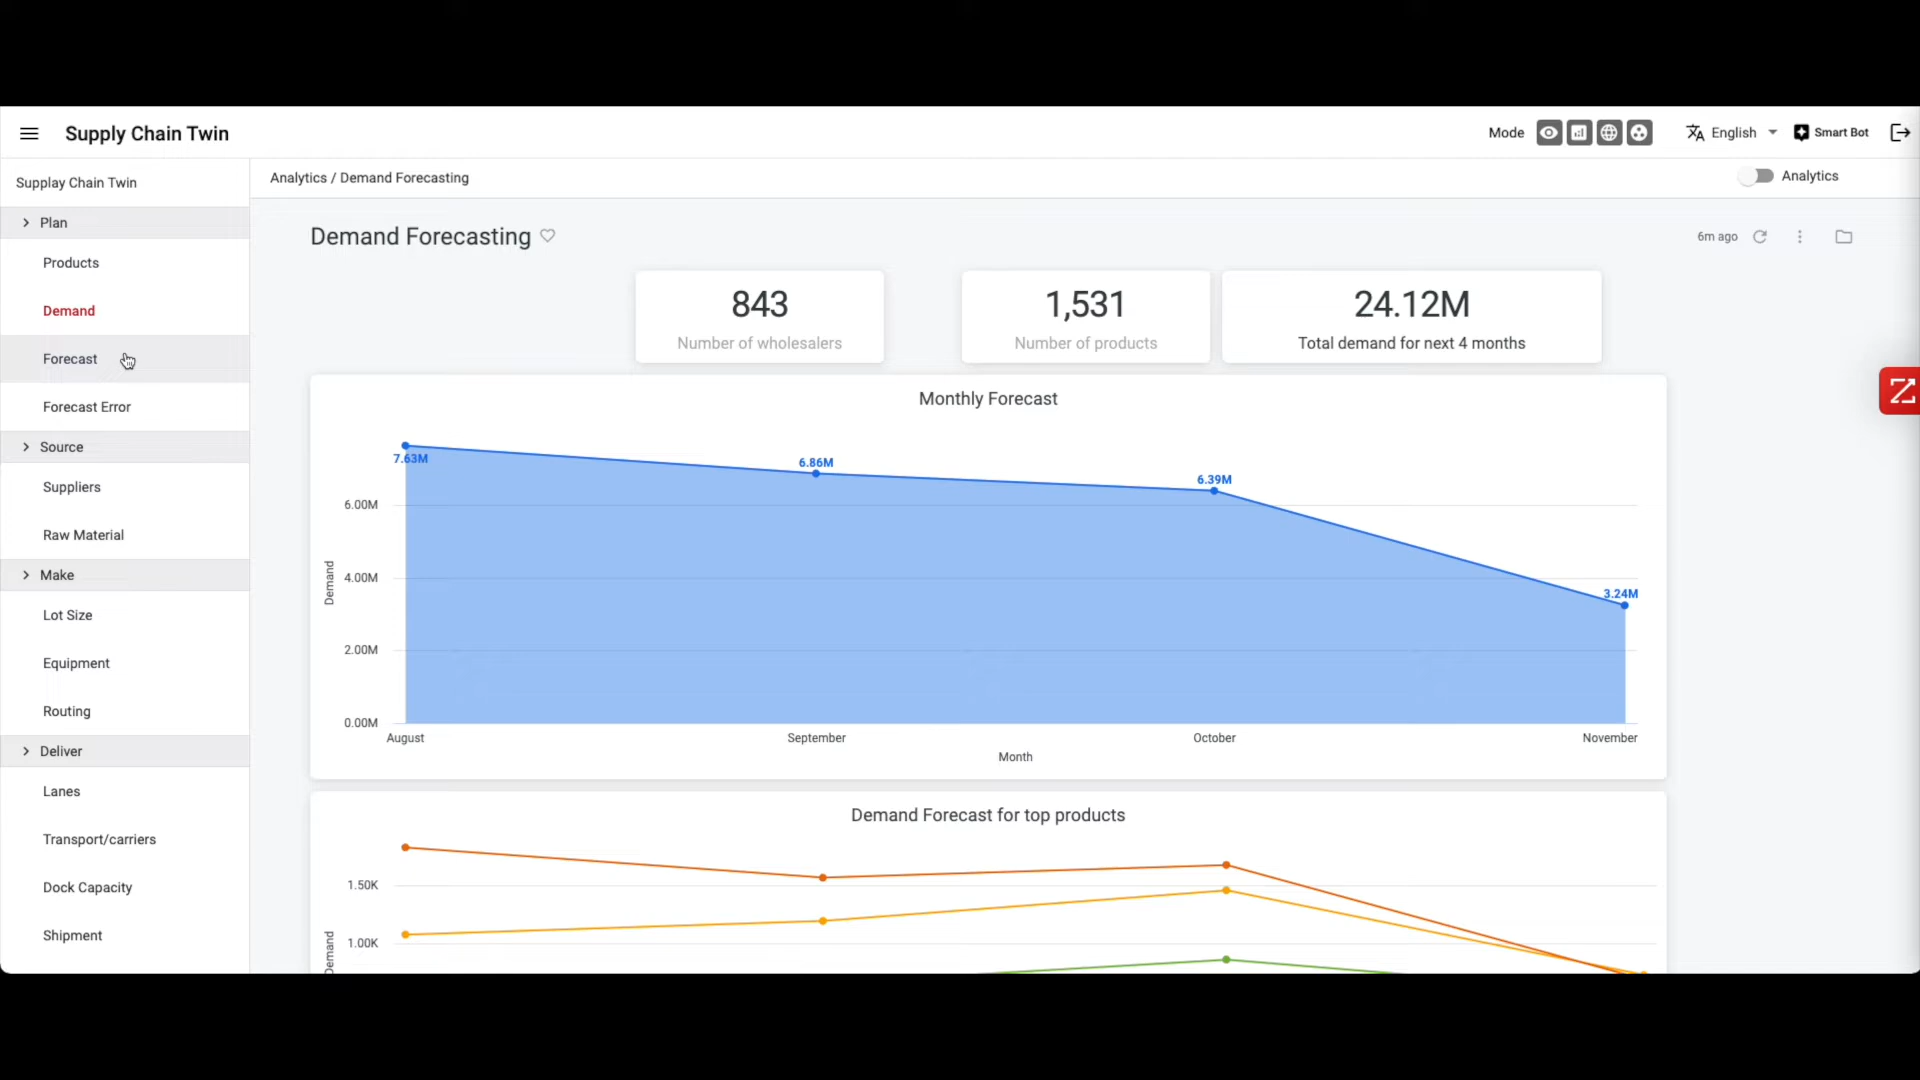 Supply Chain Twin
Mode
English
Smart Bot
Supplay Chain Twin
Plan
Products
Demand
Forecast
Forecast Error
Source
Suppliers
Raw Material
Make
Lot Size
Equipment
Routing
Deliver
Lanes
Transport/carriers
Dock Capacity
Shipment
Analytics / Demand Forecasting
Analytics
Demand Forecasting
6m ago
843
Number of wholesalers
1,531
Number of products
24.12M
Total demand for next 4 months
Monthly Forecast
7.63M
6.86M
6.39M
3.24M
6.00M
4.00M
2.00M
0.00M
Demand
August
September
October
November
Month
Demand Forecast for top products
1.50K
1.00K
Demand